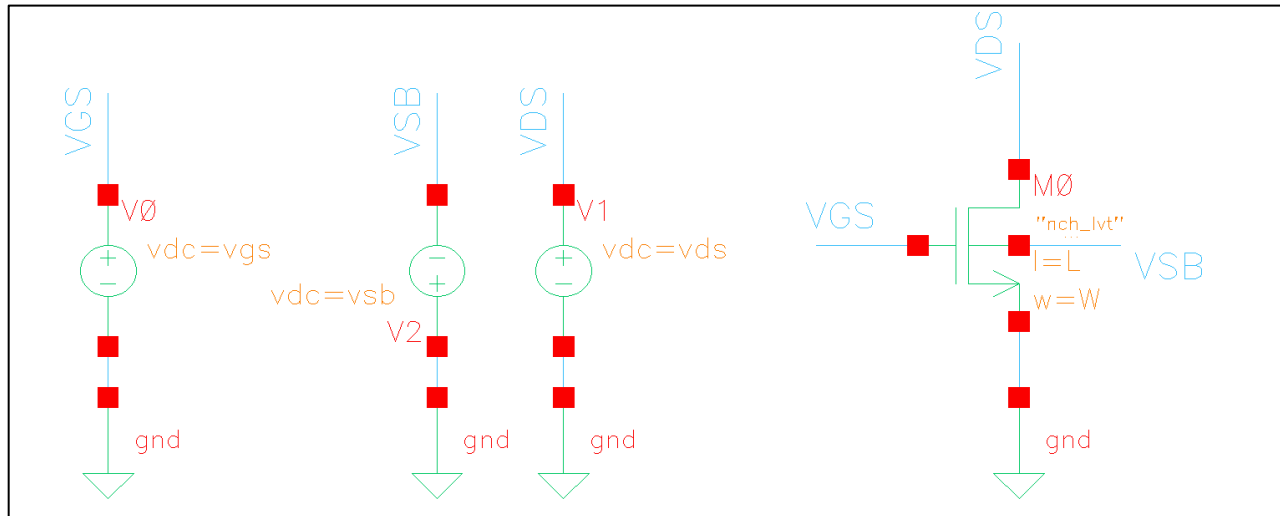 VGS
V0
vdc=vgs
gnd
VSB
vdc=vsb
V2
gnd
VDS
V1
vdc=vds
gnd
VDS
M0
"nch_lvt"
l=L
w=W
VGS
VSB
gnd